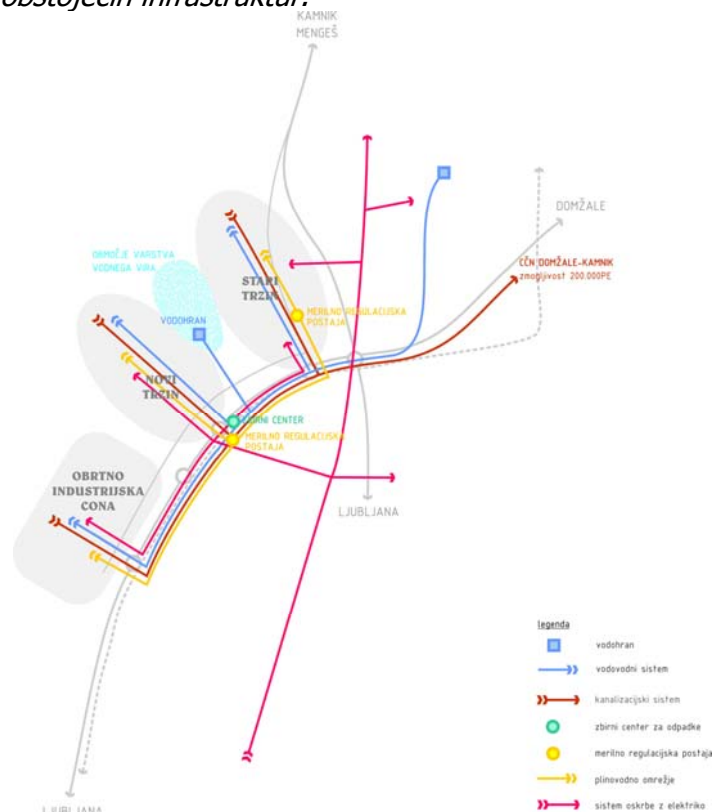 obstoječih infrastruktur.
KAMNIK
MENGEŠ
DOMŽALE
OBMOČJE VARSTVA
VODNEGA VIRA
ČČN DOMŽALE-KAMNIK
zmogljivost 200.000PE
STARI
TRZIN
VODOHRAN
MERILNO REGULACIJSKA
POSTAJA
NOVI
TRZIN
ZBIRNI CENTER
MERILNO REGULACIJSKA
POSTAJA
OBRTNO
INDUSTRIJSKA
CONA
LJUBLJANA
legenda
vodohran
vodovodni sistem
kanalizacijski sistem
zbirni center za odpadke
merilno regulacijska postaja
plinovodno omrežje
sistem oskrbe z elektriko
LJUBLJANA